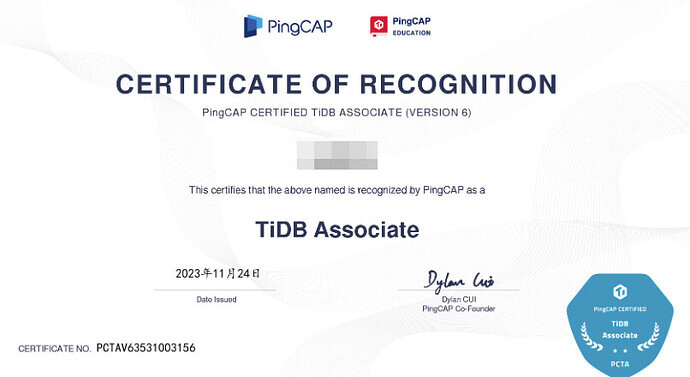 PingCAP
PingCAP
EDUCATION
CERTIFICATE OF RECOGNITION
PingCAP CERTIFIED TiDB ASSOCIATE (VERSION 6)
This certifies that the above named is recognized by PingCAP as a
TiDB Associate
2023年11月24日
Date Issued
Dylan Cui
Dylan CUI
PingCAP Co-Founder
PingCAP CERTIFIED
TiDB
Associate
PCTA
CERTIFICATE NO. PCTAV63531003156